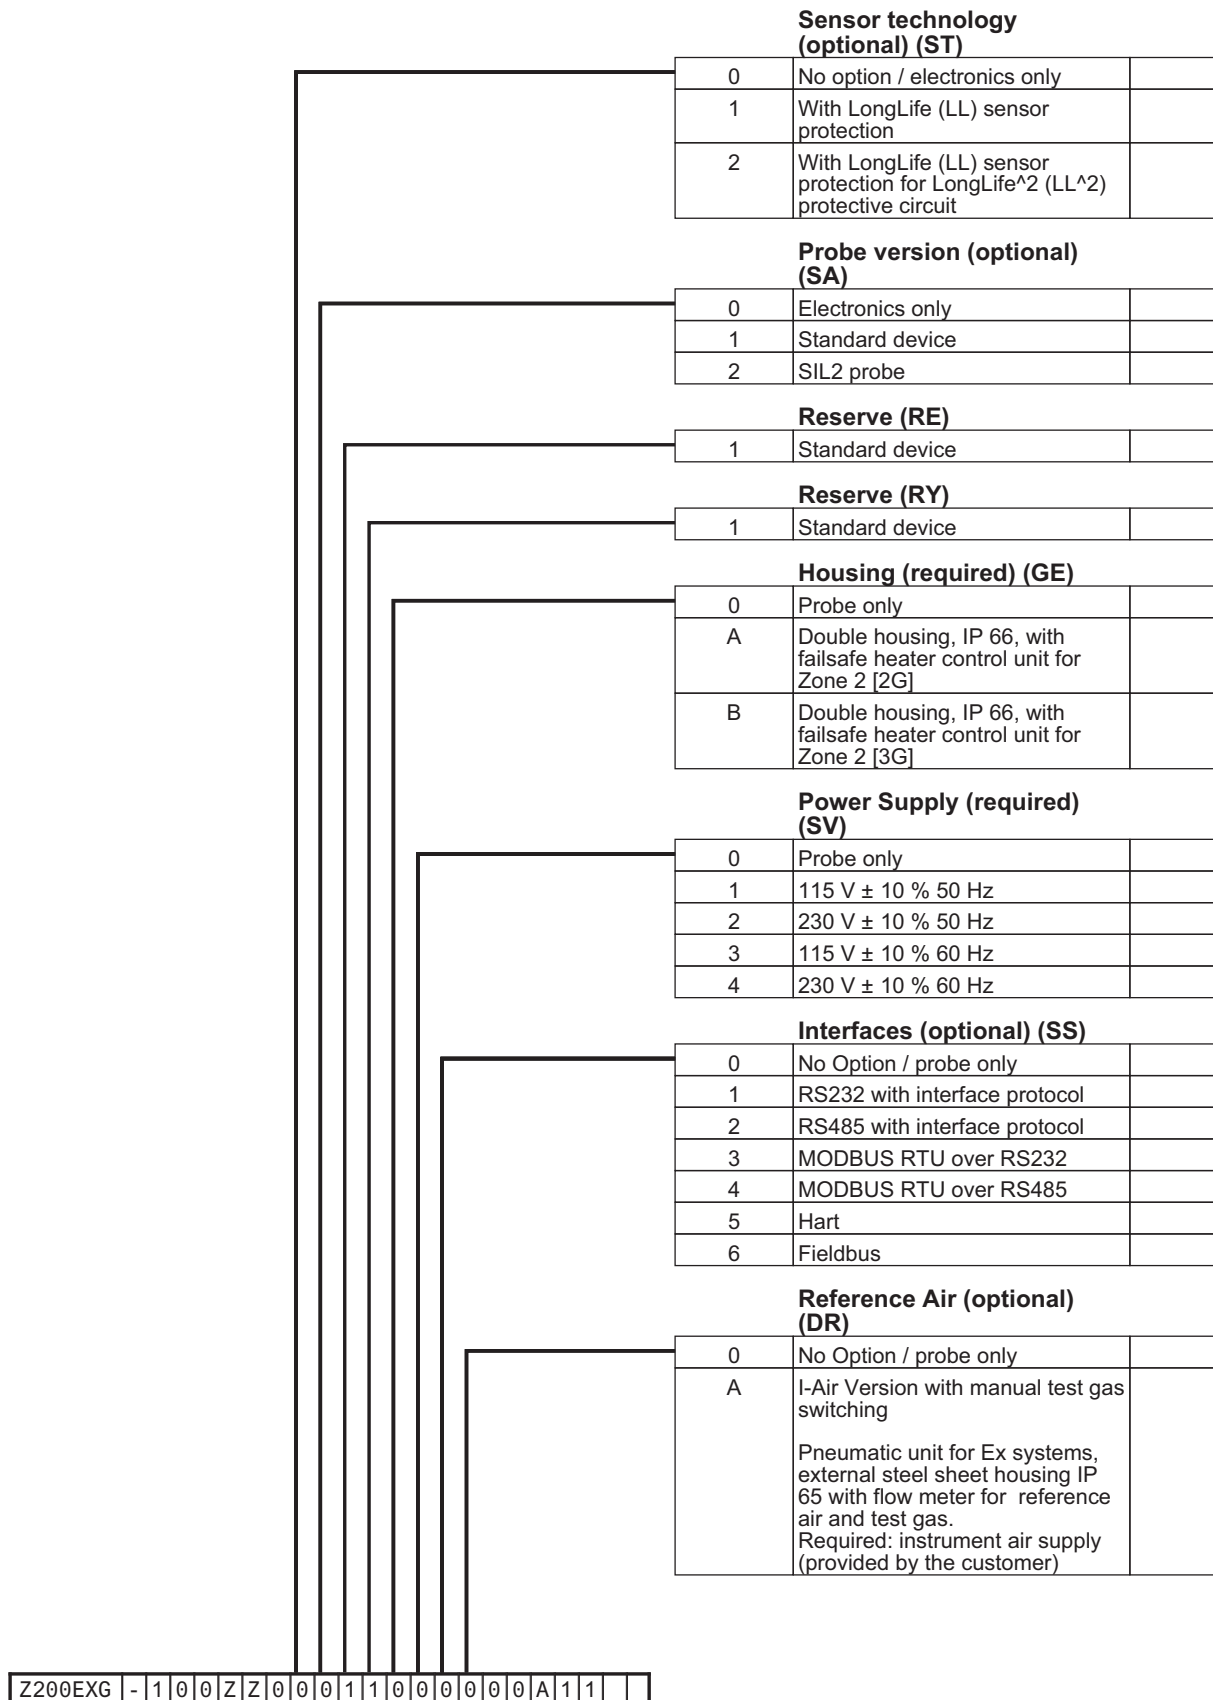 Sensor technology
(optional) (ST)
0 No option / electronics only
1 With LongLife (LL) sensor
protection
2 With LongLife (LL) sensor
protection for LongLife^2 (LL^2)
protective circuit
Probe version (optional)
(SA)
0 Electronics only
1 Standard device
2 SIL2 probe
Reserve (RE)
1 Standard device
Reserve (RY)
1 Standard device
Housing (required) (GE)
0 Probe only
A Double housing, IP 66, with
failsafe heater control unit for
Zone 2 [2G]
B Double housing, IP 66, with
failsafe heater control unit for
Zone 2 [3G]
Power Supply (required)
(SV)
0 Probe only
1 115 V ± 10 % 50 Hz
2 230 V ± 10 % 50 Hz
3 115 V ± 10 % 60 Hz
4 230 V ± 10 % 60 Hz
Interfaces (optional) (SS)
0 No Option / probe only
1 RS232 with interface protocol
2 RS485 with interface protocol
3 MODBUS RTU over RS232
4 MODBUS RTU over RS485
5 Hart
6 Fieldbus
Reference Air (optional)
(DR)
0 No Option / probe only
A I-Air Version with manual test gas
switching
Pneumatic unit for Ex systems,
external steel sheet housing IP
65 with flow meter for reference
air and test gas.
Required: instrument air supply
(provided by the customer)
Z200EXG - 1 0 0 Z Z 0 0 0 1 1 0 0 0 0 0 0 A 1 1